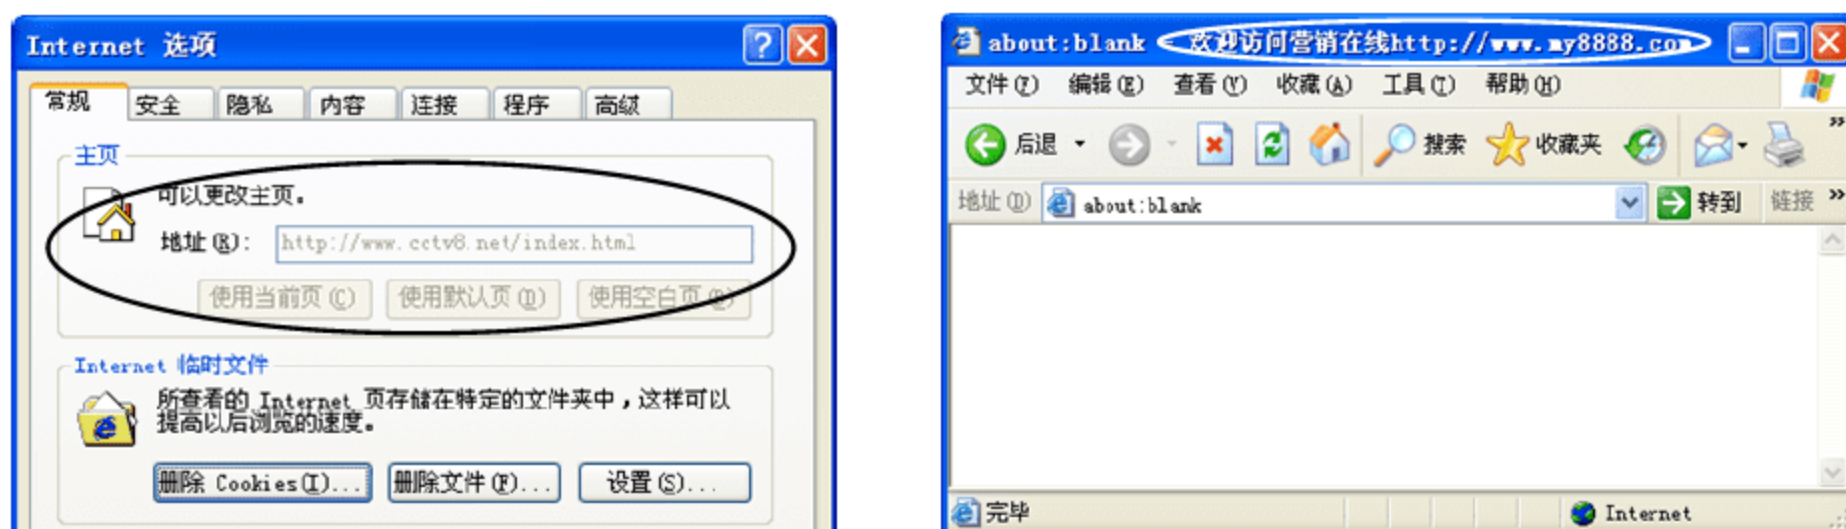 Internet 选项
常规 安全 隐私 内容 连接 程序 高级
主页
可以更改主页。
地址(R): http://www.cctv8.net/index.html
使用当前页(C) 使用默认页(D) 使用空白页(B)
Internet 临时文件
所查看的 Internet 页存储在特定的文件夹中，这样可以
提高以后浏览的速度。
删除 Cookies(I)... 删除文件(F)... 设置(S)...
about:blank - 欢迎访问营销在线http://www.my8888.com
文件(F) 编辑(E) 查看(V) 收藏(A) 工具(T) 帮助(H)
后退 搜索 收藏夹
地址(D) about:blank 转到 链接 »
完毕 Internet